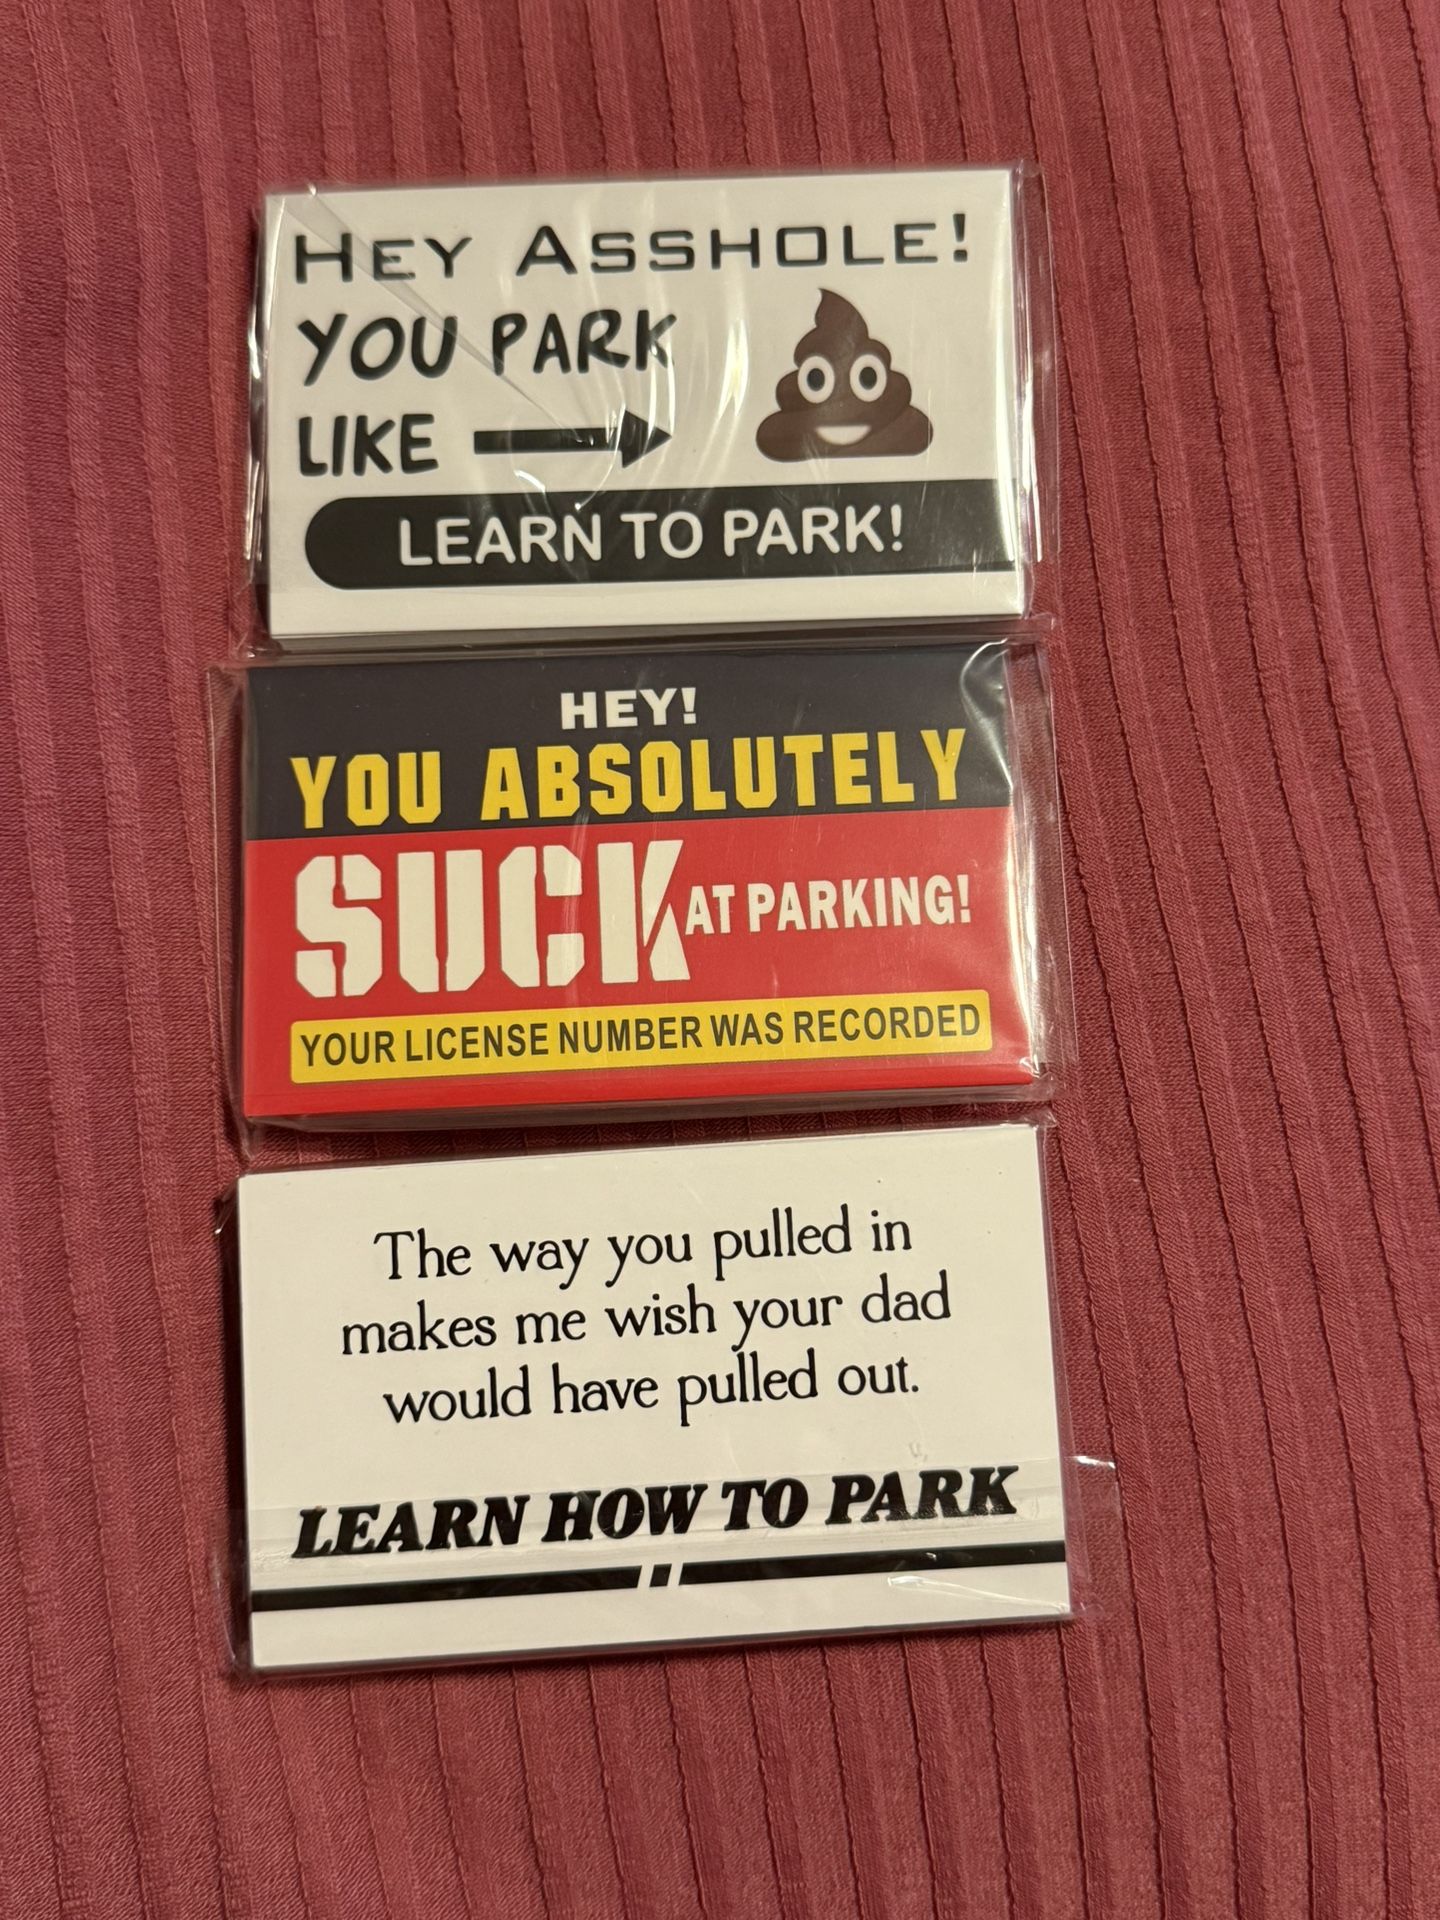 HEY ASSHOLE!
YOU PARK
LIKE
LEARN TO PARK!
HEY!
YOU ABSOLUTELY
SUCK AT PARKING!
YOUR LICENSE NUMBER WAS RECORDED
The way you pulled in
makes me wish your dad
would have pulled out.
LEARN HOW TO PARK